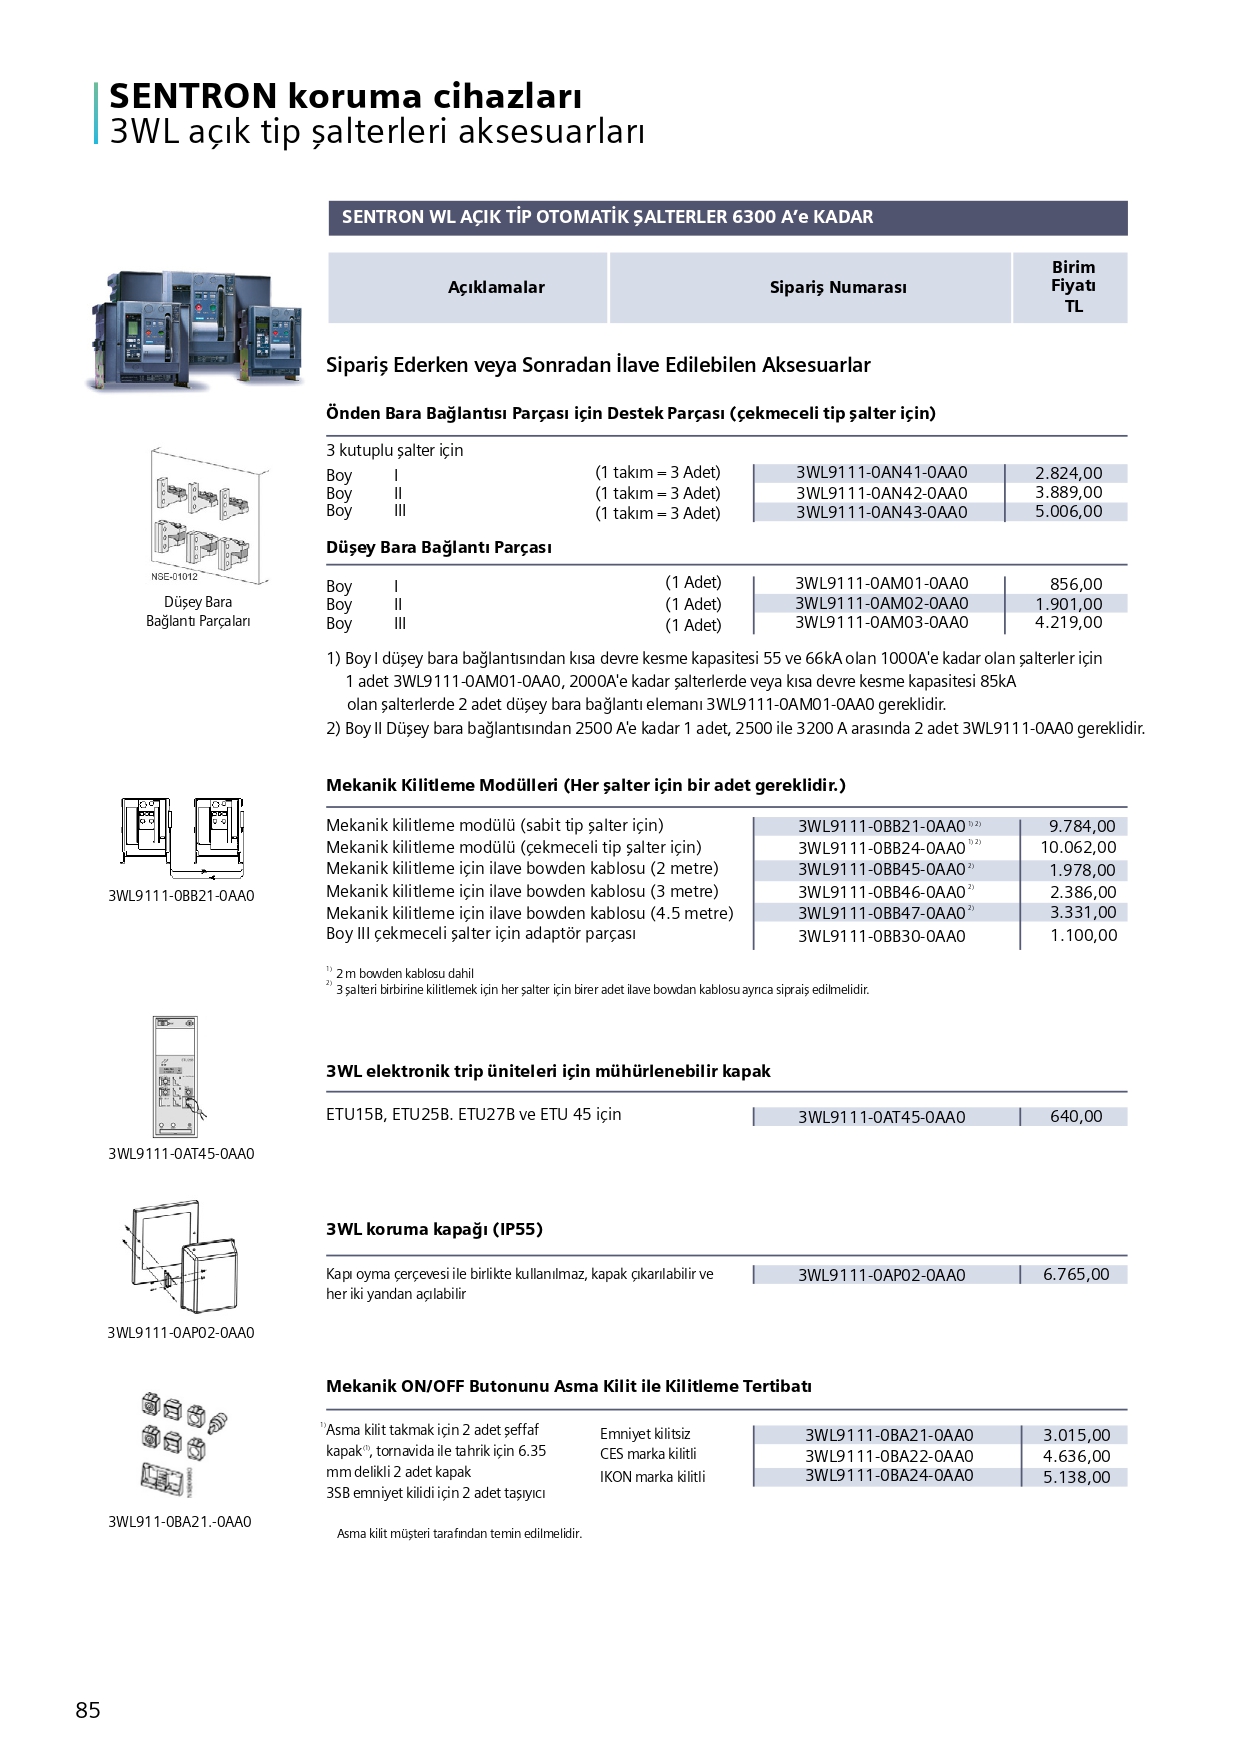 SENTRON koruma cihazları
3WL açık tip şalterleri aksesuarları
SENTRON WL AÇIK TİP OTOMATİK ŞALTERLER 6300 A’e KADAR
Açıklamalar Sipariş Numarası Birim Fiyatı TL
Sipariş Ederken veya Sonradan İlave Edilebilen Aksesuarlar
Önden Bara Bağlantısı Parçası için Destek Parçası (çekmeceli tip şalter için)
3 kutuplu şalter için
Boy I (1 takım = 3 Adet) 3WL9111-0AN41-0AA0 2.824,00
Boy II (1 takım = 3 Adet) 3WL9111-0AN42-0AA0 3.889,00
Boy III (1 takım = 3 Adet) 3WL9111-0AN43-0AA0 5.006,00
NSE-01012
Düşey Bara
Bağlantı Parçaları
Düşey Bara Bağlantı Parçası
Boy I (1 Adet) 3WL9111-0AM01-0AA0 856,00
Boy II (1 Adet) 3WL9111-0AM02-0AA0 1.901,00
Boy III (1 Adet) 3WL9111-0AM03-0AA0 4.219,00
1) Boy I düşey bara bağlantısından kısa devre kesme kapasitesi 55 ve 66kA olan 1000A'e kadar olan şalterler için
1 adet 3WL9111-0AM01-0AA0, 2000A'e kadar şalterlerde veya kısa devre kesme kapasitesi 85kA
olan şalterlerde 2 adet düşey bara bağlantı elemanı 3WL9111-0AM01-0AA0 gereklidir.
2) Boy II Düşey bara bağlantısından 2500 A'e kadar 1 adet, 2500 ile 3200 A arasında 2 adet 3WL9111-0AA0 gereklidir.
Mekanik Kilitleme Modülleri (Her şalter için bir adet gereklidir.)
Mekanik kilitleme modülü (sabit tip şalter için) 3WL9111-0BB21-0AA0 1) 2) 9.784,00
Mekanik kilitleme modülü (çekmeceli tip şalter için) 3WL9111-0BB24-0AA0 1) 2) 10.062,00
Mekanik kilitleme için ilave bowden kablosu (2 metre) 3WL9111-0BB45-0AA0 2) 1.978,00
Mekanik kilitleme için ilave bowden kablosu (3 metre) 3WL9111-0BB46-0AA0 2) 2.386,00
Mekanik kilitleme için ilave bowden kablosu (4.5 metre) 3WL9111-0BB47-0AA0 2) 3.331,00
Boy III çekmeceli şalter için adaptör parçası 3WL9111-0BB30-0AA0 1.100,00
3WL9111-0BB21-0AA0
1) 2 m bowden kablosu dahil
2) 3 şalteri birbirine kilitlemek için her şalter için birer adet ilave bowdan kablosu ayrıca sipraiş edilmelidir.
3WL elektronik trip üniteleri için mühürlenebilir kapak
ETU15B, ETU25B. ETU27B ve ETU 45 için 3WL9111-0AT45-0AA0 640,00
3WL9111-0AT45-0AA0
3WL koruma kapağı (IP55)
Kapı oyma çerçevesi ile birlikte kullanılmaz, kapak çıkarılabilir ve 3WL9111-0AP02-0AA0 6.765,00
her iki yandan açılabilir
3WL9111-0AP02-0AA0
Mekanik ON/OFF Butonunu Asma Kilit ile Kilitleme Tertibatı
1) Asma kilit takmak için 2 adet şeffaf Emniyet kilitsiz 3WL9111-0BA21-0AA0 3.015,00
kapak(1), tornavida ile tahrik için 6.35 CES marka kilitli 3WL9111-0BA22-0AA0 4.636,00
mm delikli 2 adet kapak IKON marka kilitli 3WL9111-0BA24-0AA0 5.138,00
3SB emniyet kilidi için 2 adet taşıyıcı
3WL911-0BA21.-0AA0
Asma kilit müşteri tarafından temin edilmelidir.
85